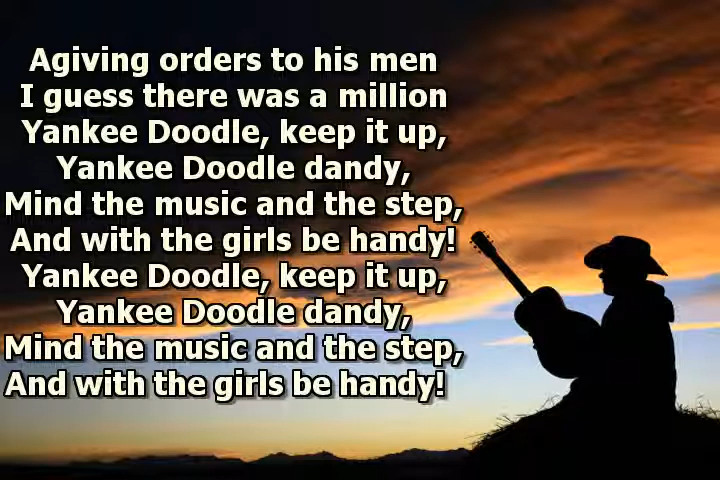 Agiving orders to his men
I guess there was a million
Yankee Doodle, keep it up,
Yankee Doodle dandy,
Mind the music and the step,
And with the girls be handy!
Yankee Doodle, keep it up,
Yankee Doodle dandy,
Mind the music and the step,
And with the girls be handy!